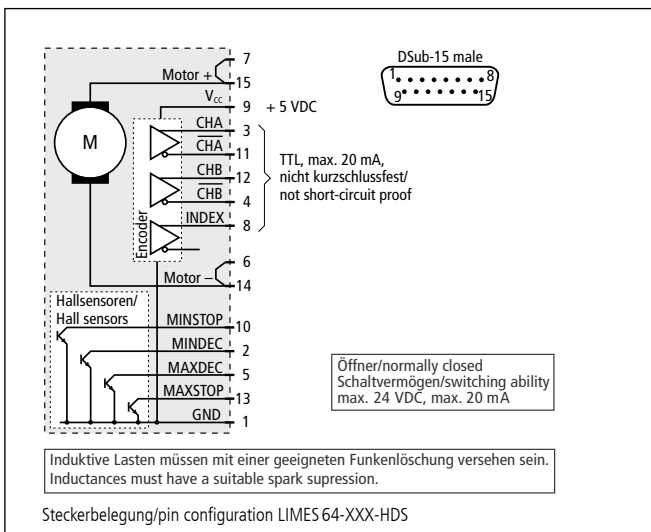 DSub-15 male
1 8
9 15
7
Motor + 15
V_CC 9 + 5 VDC
M
CHA 3
C̅H̅A̅ 11
CHB 12
C̅H̅B̅ 4
INDEX 8
Encoder
TTL, max. 20 mA,
nicht kurzschlussfest/
not short-circuit proof
6
Motor – 14
Hallsensoren/
Hall sensors
MINSTOP 10
MINDEC 2
MAXDEC 5
MAXSTOP 13
GND 1
Öffner/normally closed
Schaltvermögen/switching ability
max. 24 VDC, max. 20 mA
Induktive Lasten müssen mit einer geeigneten Funkenlöschung versehen sein.
Inductances must have a suitable spark supression.
Steckerbelegung/pin configuration LIMES 64-XXX-HDS